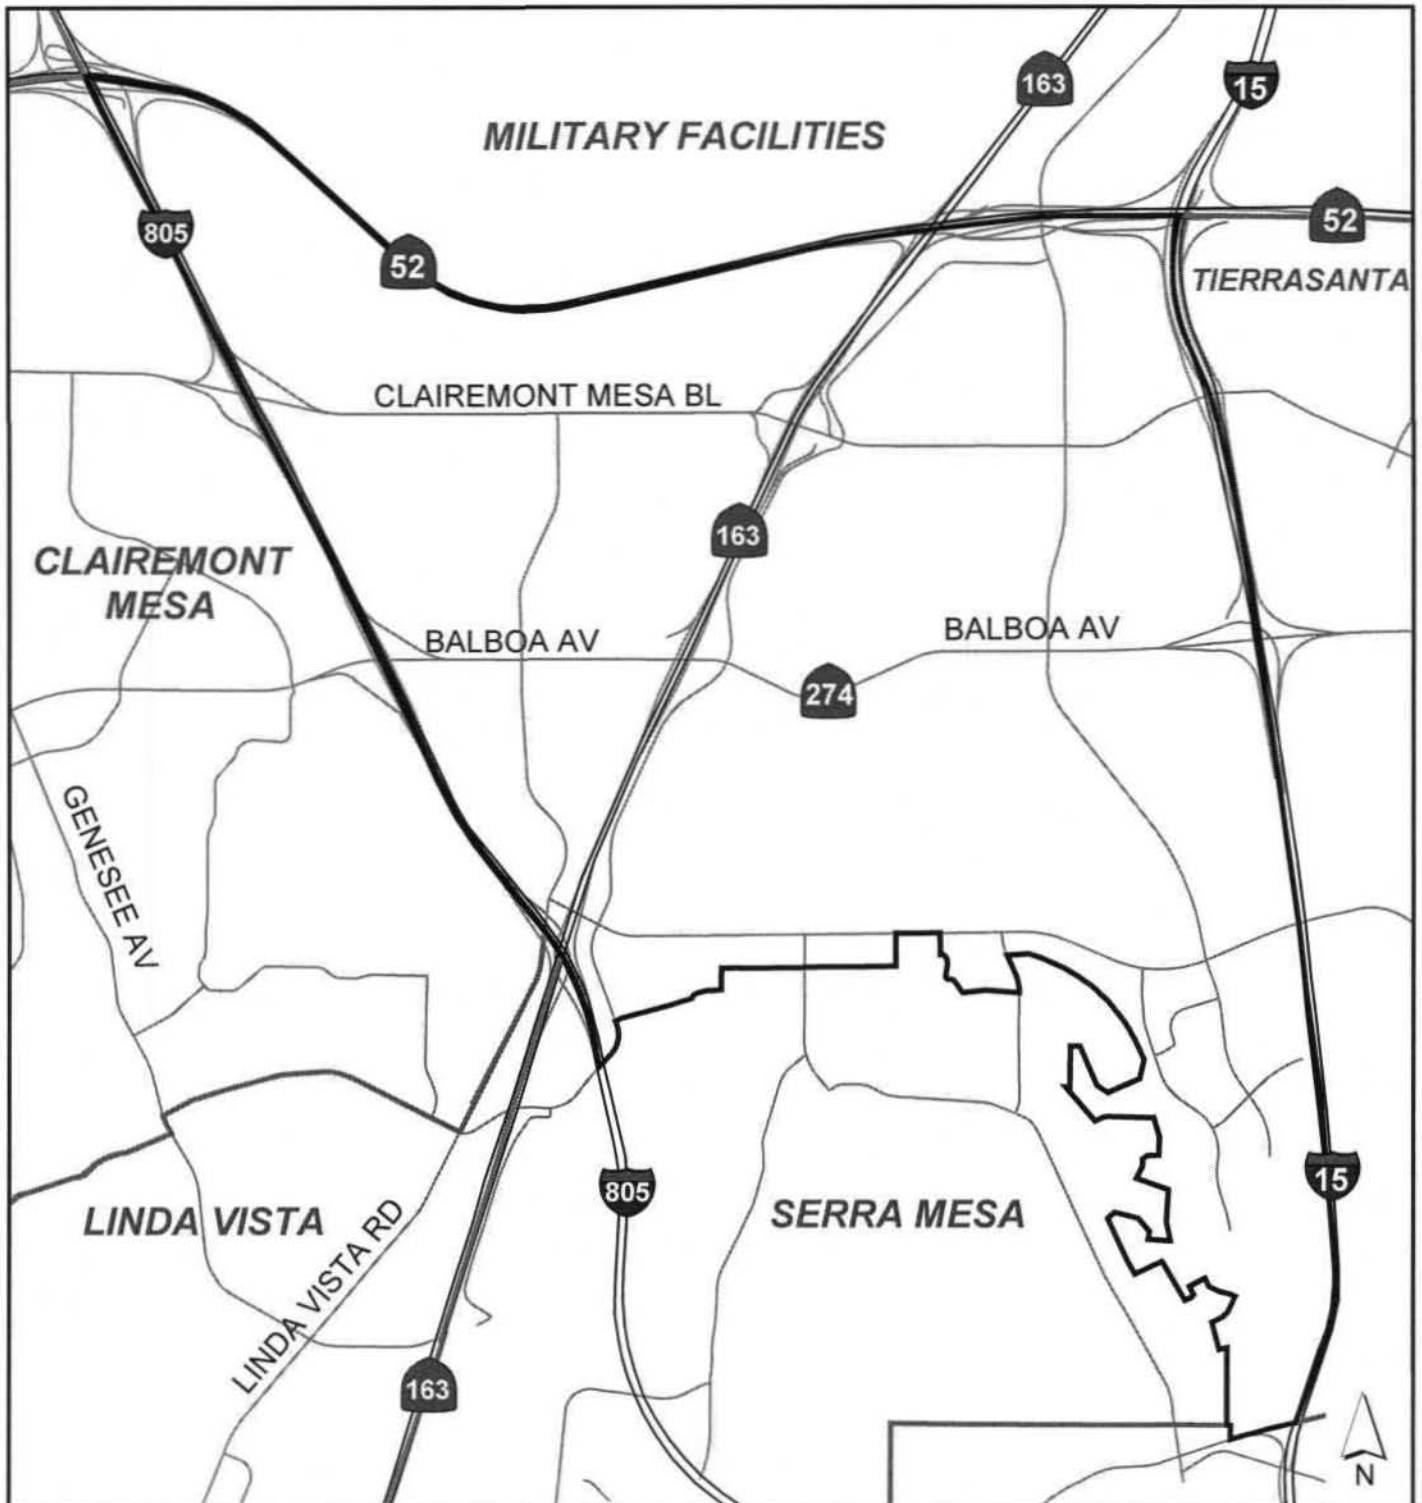 163
15
MILITARY FACILITIES
805
52
52
TIERRASANTA
CLAIREMONT MESA BL
163
CLAIREMONT
MESA
BALBOA AV
BALBOA AV
274
GENESEE AV
15
805
LINDA VISTA
SERRA MESA
LINDA VISTA RD
163
N